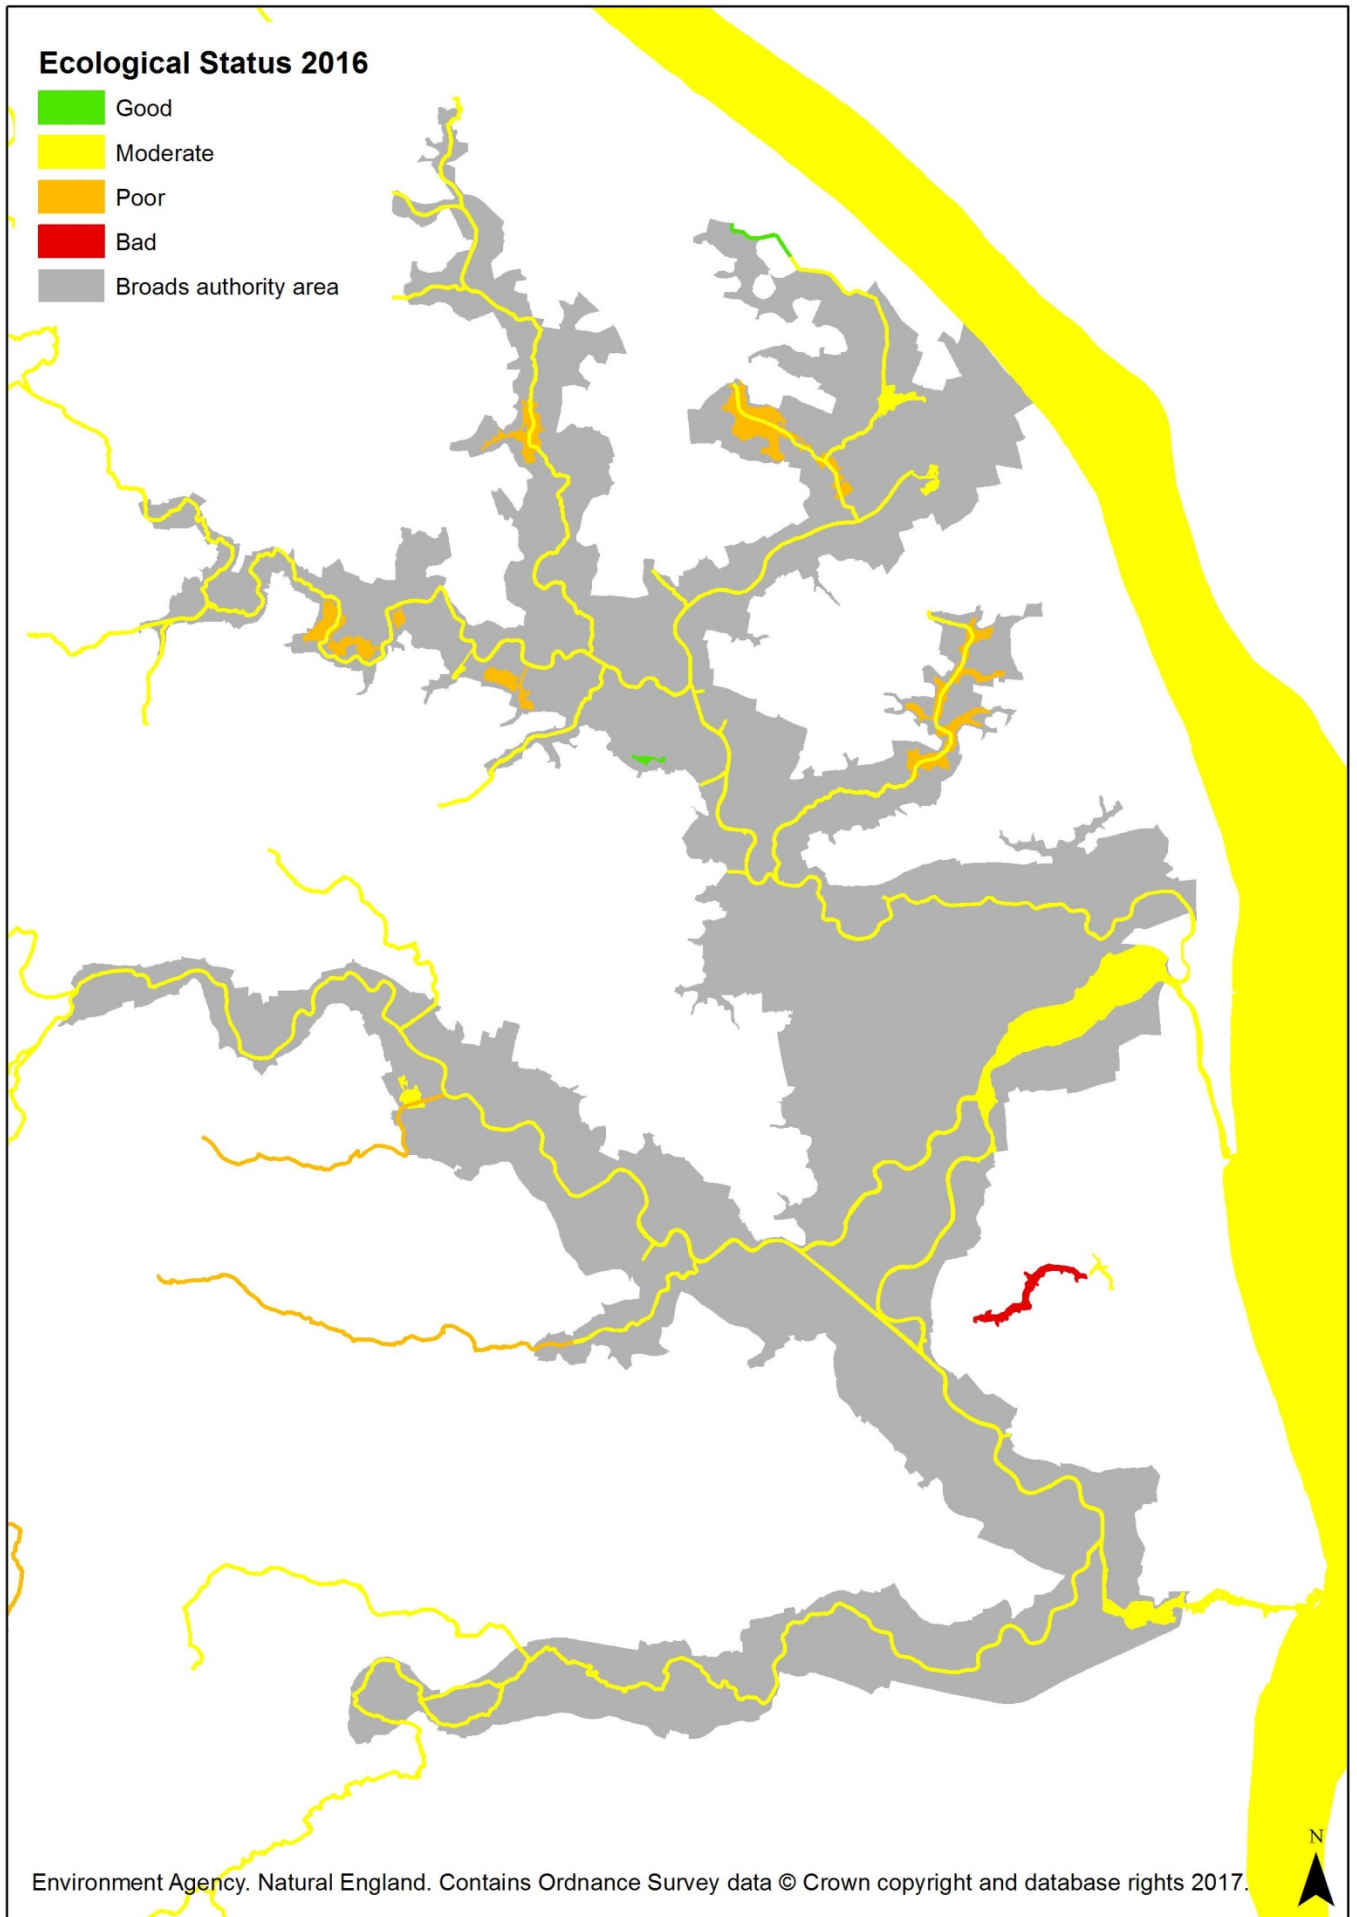 Ecological Status 2016
Good
Moderate
Poor
Bad
Broads authority area
N
Environment Agency. Natural England. Contains Ordnance Survey data © Crown copyright and database rights 2017.